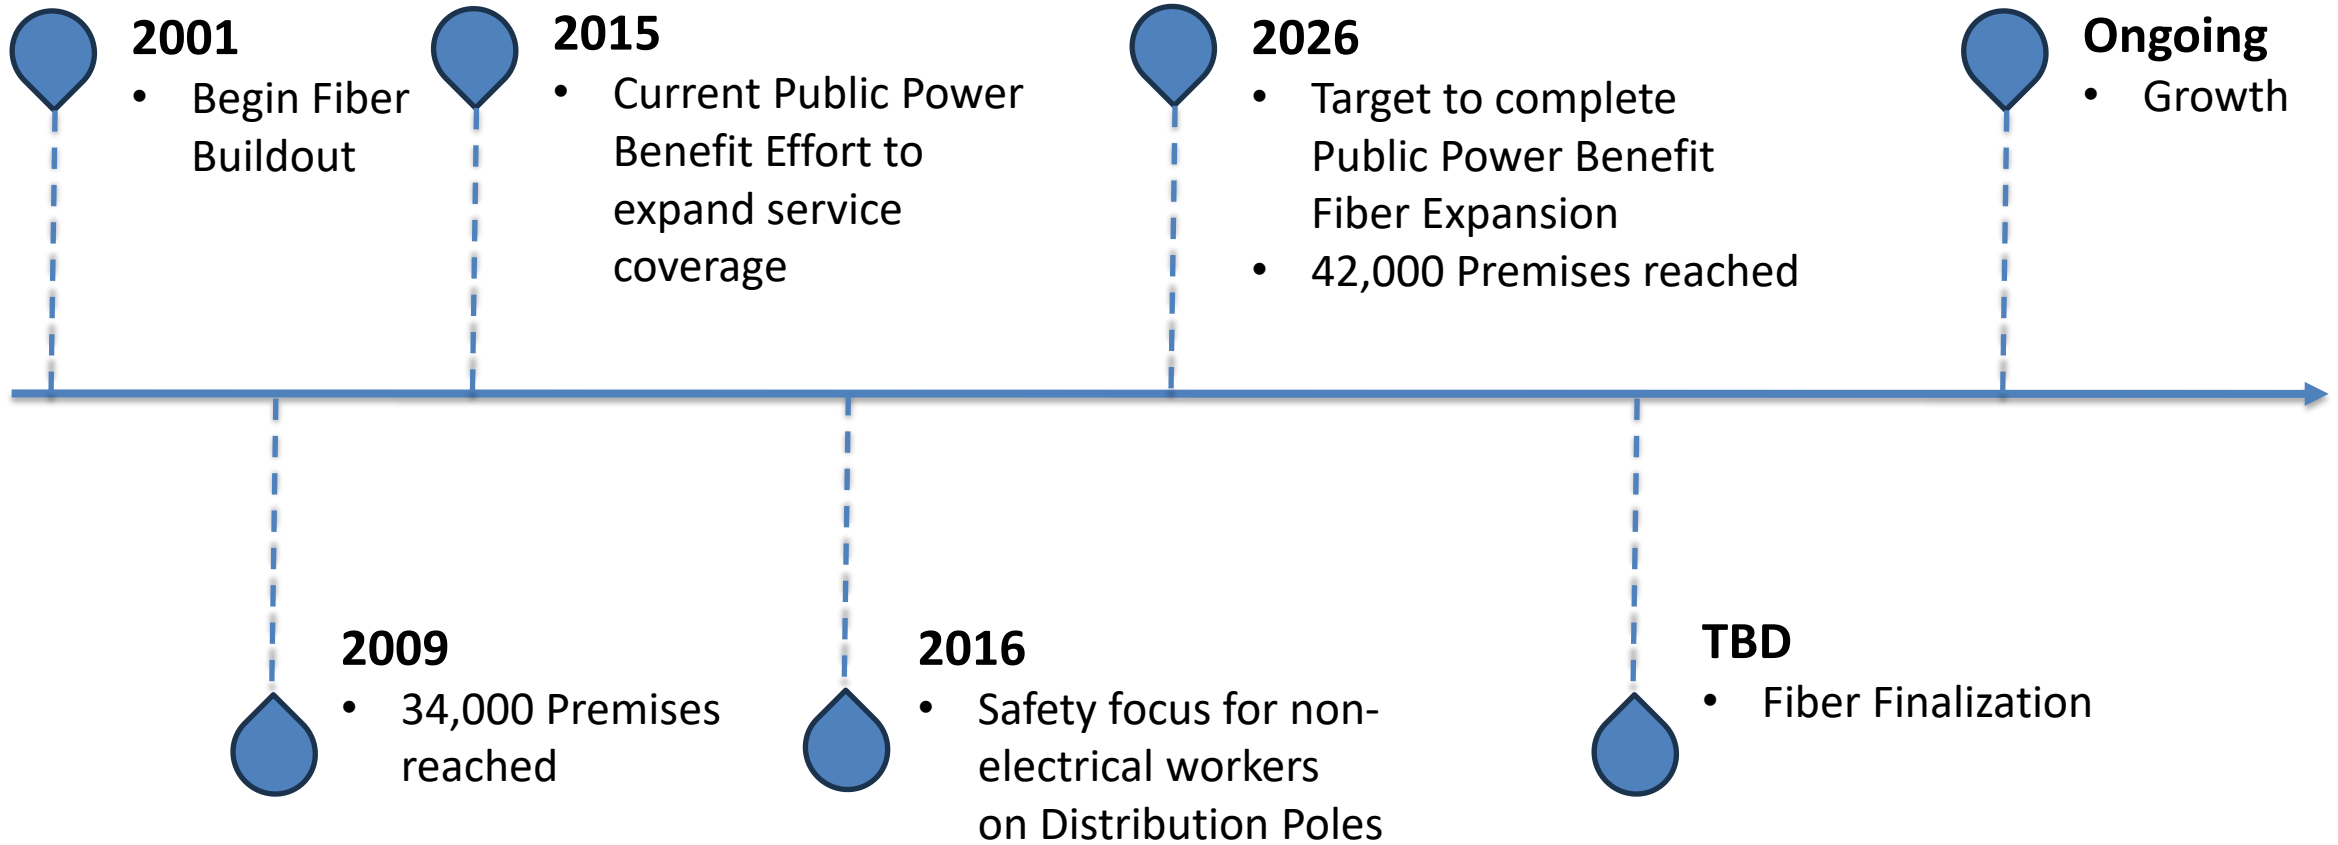 2001
• Begin Fiber
Buildout
2015
• Current Public Power
Benefit Effort to
expand service
coverage
2026
• Target to complete
Public Power Benefit
Fiber Expansion
• 42,000 Premises reached
Ongoing
• Growth
2009
• 34,000 Premises
reached
2016
• Safety focus for non-
electrical workers
on Distribution Poles
TBD
• Fiber Finalization